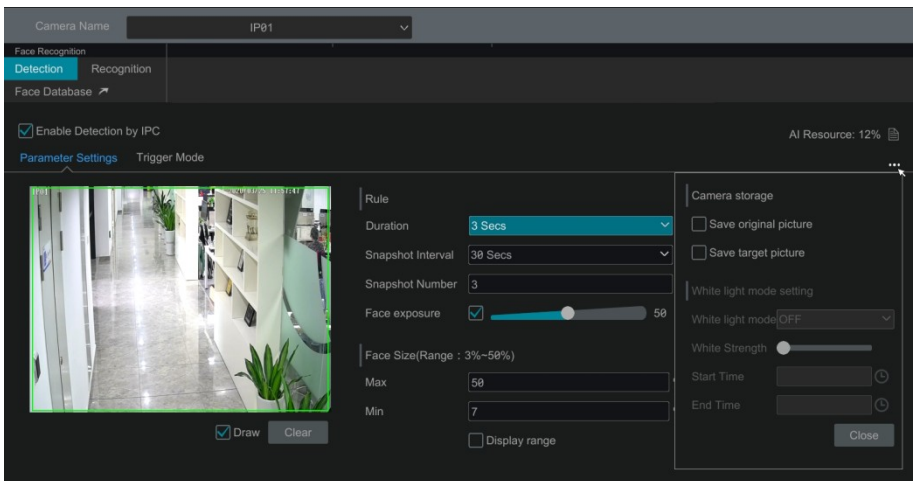 Camera Name IP01
Face Recognition
Detection Recognition
Face Database
Enable Detection by IPC
AI Resource: 12%
Parameter Settings Trigger Mode
...
IP01
Rule
Duration 3 Secs
Snapshot Interval 30 Secs
Snapshot Number 3
Face exposure 50
Face Size(Range : 3%~50%)
Max 50
Min 7
Display range
Draw Clear
Camera storage
Save original picture
Save target picture
White light mode setting
White light mode OFF
White Strength
Start Time
End Time
Close